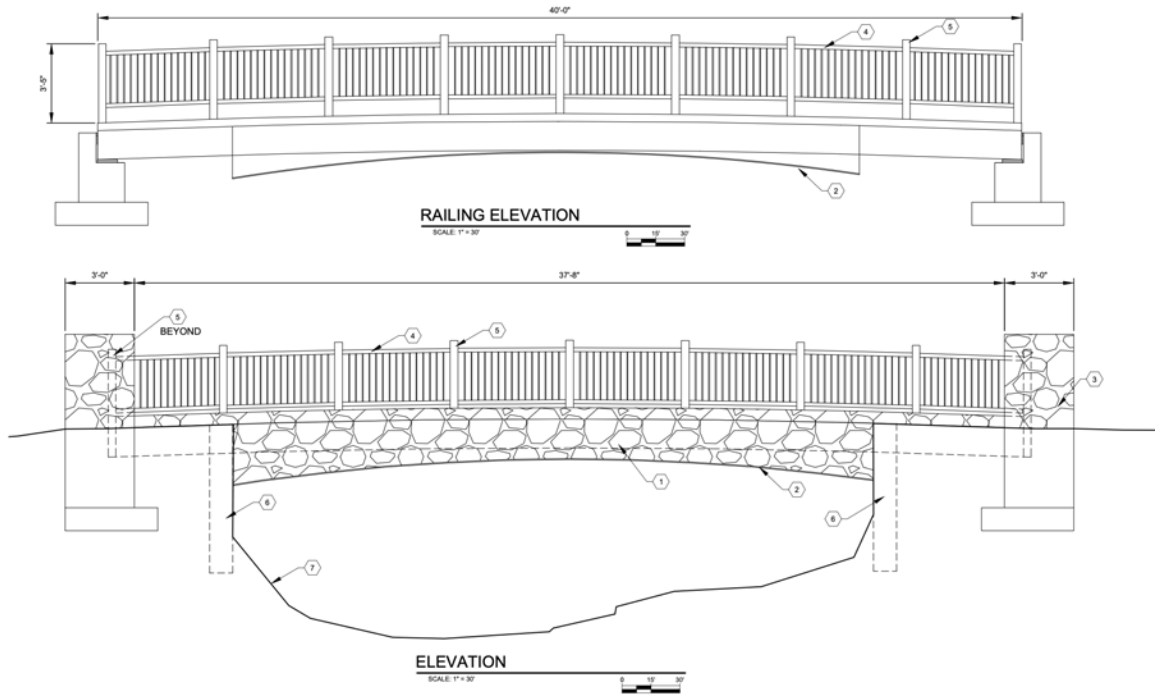 40'-0"
4
5
3'-5"
2
RAILING ELEVATION
SCALE: 1" = 30'
0 15' 30'
3'-0"
37'-8"
3'-0"
5
BEYOND
4
5
3
1
2
6
6
7
ELEVATION
SCALE: 1" = 30'
0 15' 30'